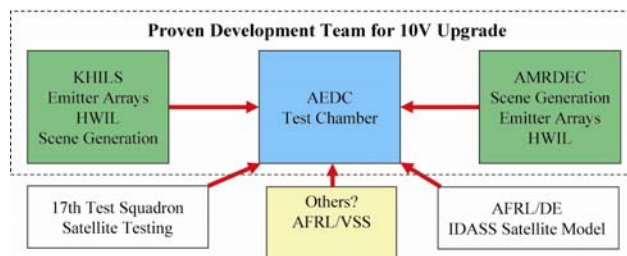 Proven Development Team for 10V Upgrade
KHILS
Emitter Arrays
HWIL
Scene Generation
AEDC
Test Chamber
AMRDEC
Scene Generation
Emitter Arrays
HWIL
17th Test Squadron
Satellite Testing
Others?
AFRL/VSS
AFRL/DE
IDASS Satellite Model